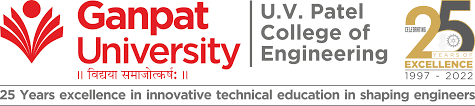 Ganpat
University
॥ विद्यया समाजोत्कर्षः ॥
U.V. Patel
College of
Engineering
CELEBRATING
25
YEARS OF
EXCELLENCE
1997 - 2022
25 Years excellence in innovative technical education in shaping engineers